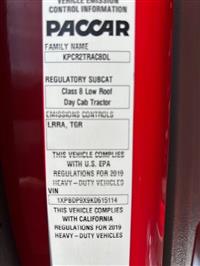 VEHICLE EMISSION
CONTROL INFORMATION
PACCAR
FAMILY NAME
KPCR2TRAC8DL
REGULATORY SUBCAT
Class 8 Low Roof
Day Cab Tractor
EMISSIONS CONTROLS
LRRA, TGR
THIS VEHICLE COMPLIES
WITH U.S. EPA
REGULATIONS FOR 2019
HEAVY-DUTY VEHICLES
VIN
1XPBDP9X9KD615114
THIS VEHICLE COMPLIES
WITH CALIFORNIA
REGULATIONS FOR 2019
HEAVY-DUTY VEHICLES